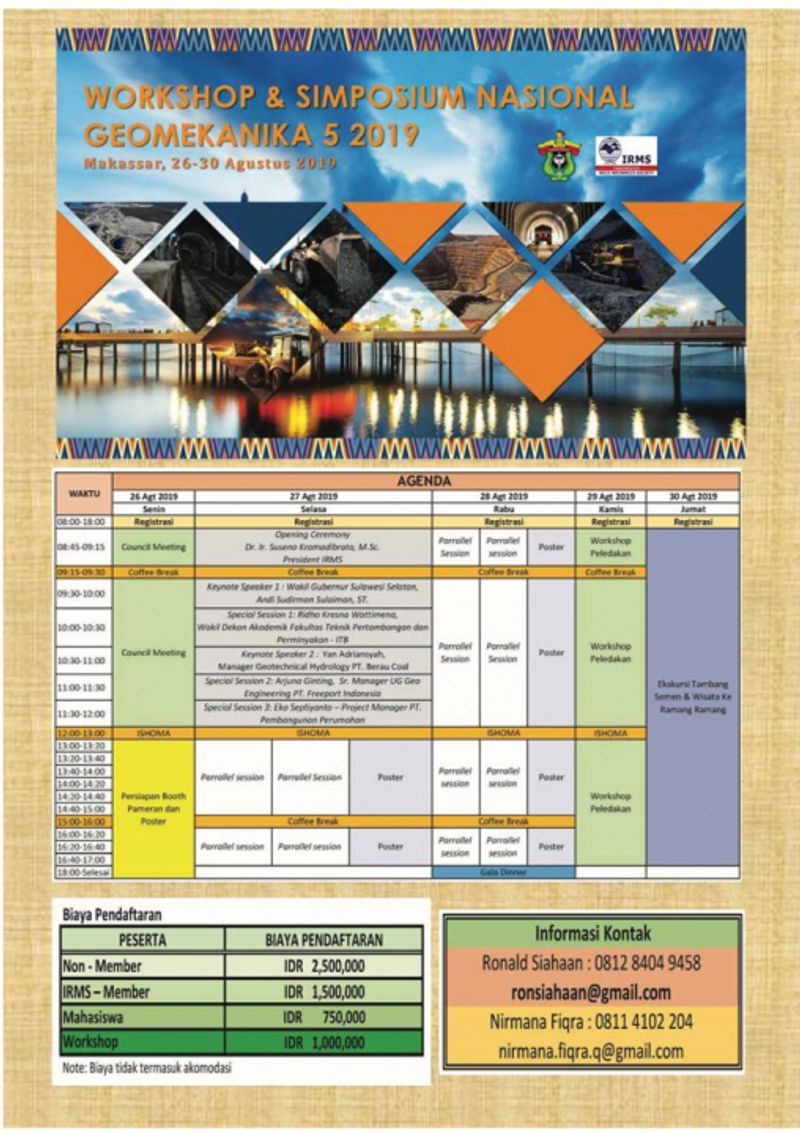 WORKSHOP & SIMPOSIUM NASIONAL
GEOMEKANIKA 5 2019
Makassar, 26-30 Agustus 2019
IRMS
AGENDA
WAKTU
26 Agt 2019 27 Agt 2019 28 Agt 2019 29 Agt 2019 30 Agt 2019
Senin Selasa Rabu Kamis Jumat
08:00-18:00 Registrasi Registrasi Registrasi Registrasi Registrasi
08:45-09:15 Council Meeting
Opening Ceremony
Dr. Ir. Suseno Kramadibrata, M.Sc.
President IRMS
Parrallel
Session
Parrallel
session
Poster
Workshop
Peledakan
09:15-09:30 Coffee Break Coffee Break Coffee Break Coffee Break
09:30-10:00
Keynote Speaker 1 : Wakil Gubernur Sulawesi Selatan,
Andi Sudirman Sulaiman, ST.
10:00-10:30
Special Session 1: Ridho Kresna Wattimena,
Wakil Dekan Akademik Fakultas Teknik Pertambangan dan
Perminyakan - ITB
10:30-11:00
Council Meeting
Keynote Speaker 2 : Yan Adriansyah,
Manager Geotechnical Hydrology PT. Berau Coal
11:00-11:30
Special Session 2: Arjuna Ginting, Sr. Manager UG Geo
Engineering PT. Freeport Indonesia
11:30-12:00
Special Session 3: Eko Septiyanto – Project Manager PT.
Pembangunan Perumahan
Parrallel
Session
Parrallel
Session
Poster
Workshop
Peledakan
Ekskursi Tambang
Semen & Wisata Ke
Ramang Ramang
12:00-13:00 ISHOMA ISHOMA ISHOMA ISHOMA
13:00-13:20
13:20-13:40
13:40-14:00
14:00-14:20
14:20-14:40
14:40-15:00
Persiapan Booth
Pameran dan
Poster
Parrallel session Parrallel Session Poster
Parrallel
session
Parrallel
session
Poster
Workshop
Peledakan
15:00-16:00 Coffee Break Coffee Break
16:00-16:20
16:20-16:40
16:40-17:00
Parrallel session Parrallel session Poster
Parrallel
session
Parrallel
session
Poster
18:00-Selesai Gala Dinner
Biaya Pendaftaran
PESERTA BIAYA PENDAFTARAN
Non - Member IDR 2,500,000
IRMS – Member IDR 1,500,000
Mahasiswa IDR 750,000
Workshop IDR 1,000,000
Note: Biaya tidak termasuk akomodasi
Informasi Kontak
Ronald Siahaan : 0812 8404 9458
ronsiahaan@gmail.com
Nirmana Fiqra : 0811 4102 204
nirmana.fiqra.q@gmail.com